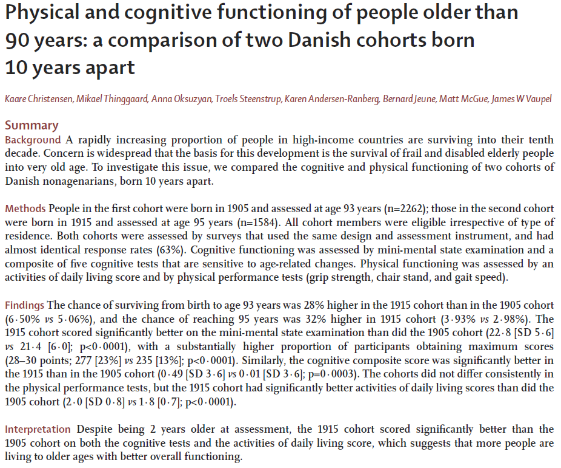 Physical and cognitive functioning of people older than
90 years: a comparison of two Danish cohorts born
10 years apart
Kaare Christensen, Mikael Thinggaard, Anna Oksuzyan, Troels Steenstrup, Karen Andersen-Ranberg, Bernard Jeune, Matt McGue, James W Vaupel
Summary
Background A rapidly increasing proportion of people in high-income countries are surviving into their tenth
decade. Concern is widespread that the basis for this development is the survival of frail and disabled elderly people
into very old age. To investigate this issue, we compared the cognitive and physical functioning of two cohorts of
Danish nonagenarians, born 10 years apart.
Methods People in the first cohort were born in 1905 and assessed at age 93 years (n=2262); those in the second cohort
were born in 1915 and assessed at age 95 years (n=1584). All cohort members were eligible irrespective of type of
residence. Both cohorts were assessed by surveys that used the same design and assessment instrument, and had
almost identical response rates (63%). Cognitive functioning was assessed by mini-mental state examination and a
composite of five cognitive tests that are sensitive to age-related changes. Physical functioning was assessed by an
activities of daily living score and by physical performance tests (grip strength, chair stand, and gait speed).
Findings The chance of surviving from birth to age 93 years was 28% higher in the 1915 cohort than in the 1905 cohort
(6·50% vs 5·06%), and the chance of reaching 95 years was 32% higher in 1915 cohort (3·93% vs 2·98%). The
1915 cohort scored significantly better on the mini-mental state examination than did the 1905 cohort (22·8 [SD 5·6]
vs 21·4 [6·0]; p<0·0001), with a substantially higher proportion of participants obtaining maximum scores
(28–30 points; 277 [23%] vs 235 [13%]; p<0·0001). Similarly, the cognitive composite score was significantly better in
the 1915 than in the 1905 cohort (0·49 [SD 3·6] vs 0·01 [SD 3·6]; p=0·0003). The cohorts did not differ consistently in
the physical performance tests, but the 1915 cohort had significantly better activities of daily living scores than did the
1905 cohort (2·0 [SD 0·8] vs 1·8 [0·7]; p<0·0001).
Interpretation Despite being 2 years older at assessment, the 1915 cohort scored significantly better than the
1905 cohort on both the cognitive tests and the activities of daily living score, which suggests that more people are
living to older ages with better overall functioning.